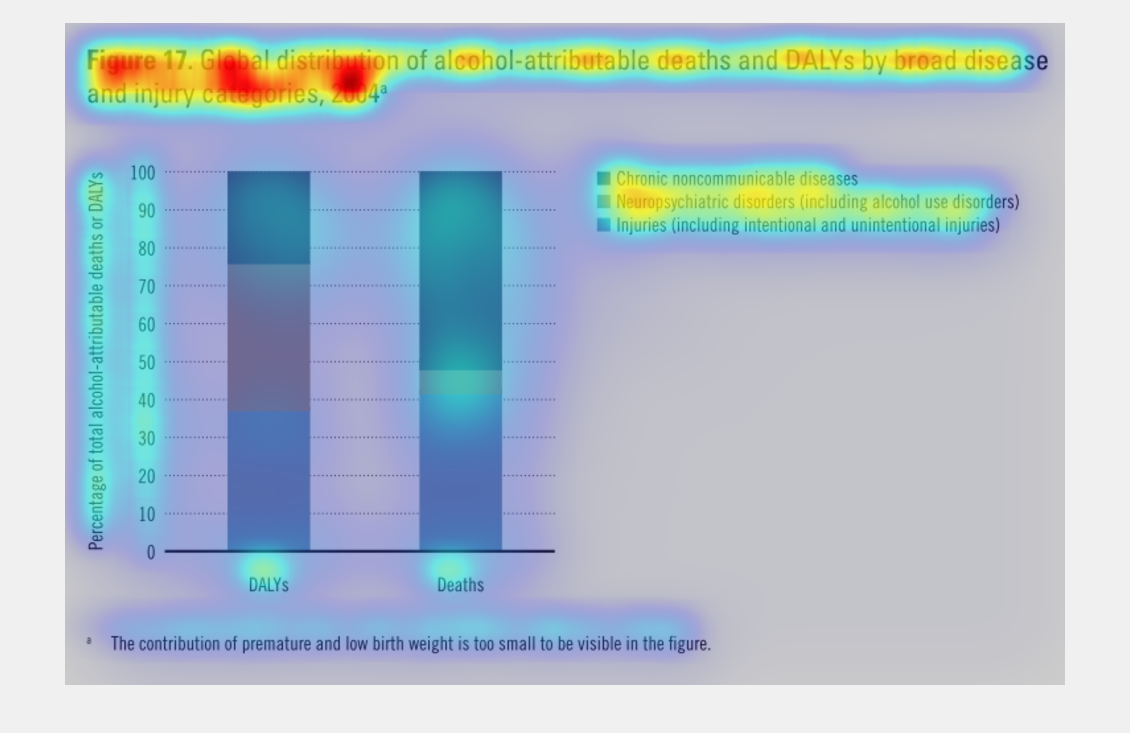 Figure 17. Global distribution of alcohol-attributable deaths and DALYs by broad disease
and injury categories, 2004ª
Percentage of total alcohol-attributable deaths or DALYs
100
90
80
70
60
50
40
30
20
10
0
DALYs
Deaths
Chronic noncommunicable diseases
Neuropsychiatric disorders (including alcohol use disorders)
Injuries (including intentional and unintentional injuries)
ª The contribution of premature and low birth weight is too small to be visible in the figure.